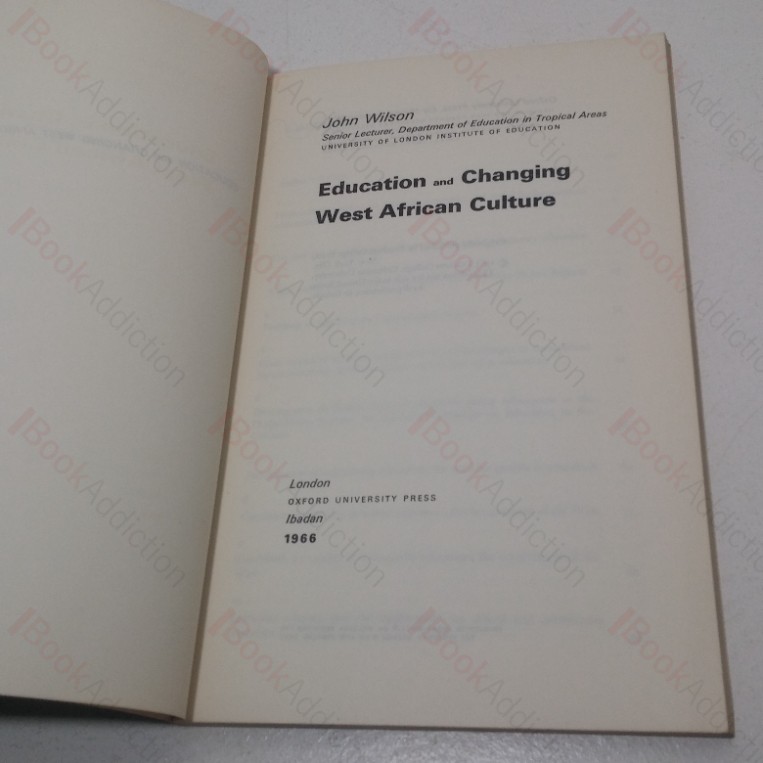 John Wilson
Senior Lecturer, Department of Education in Tropical Areas
UNIVERSITY OF LONDON INSTITUTE OF EDUCATION
Education and Changing
West African Culture
London
OXFORD UNIVERSITY PRESS
Ibadan
1966
BookAddiction